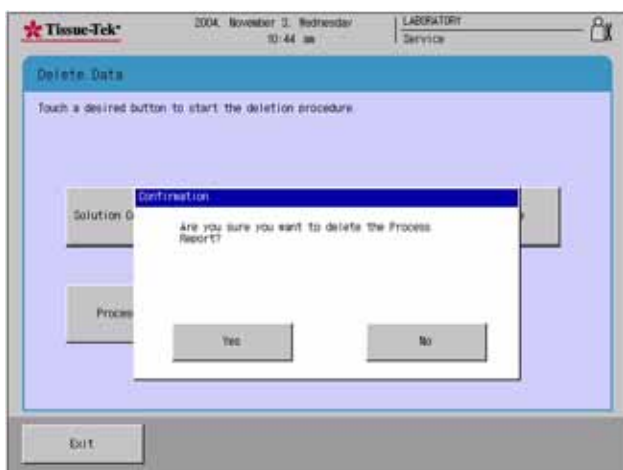 Tissue-Tek
2004, November 3, Wednesday
10:44 am
LABORATORY
Service
Delete Data
Touch a desired button to start the deletion procedure.
Confirmation
Solution
Are you sure you want to delete the Process
Report?
Proces
Yes
No
Exit